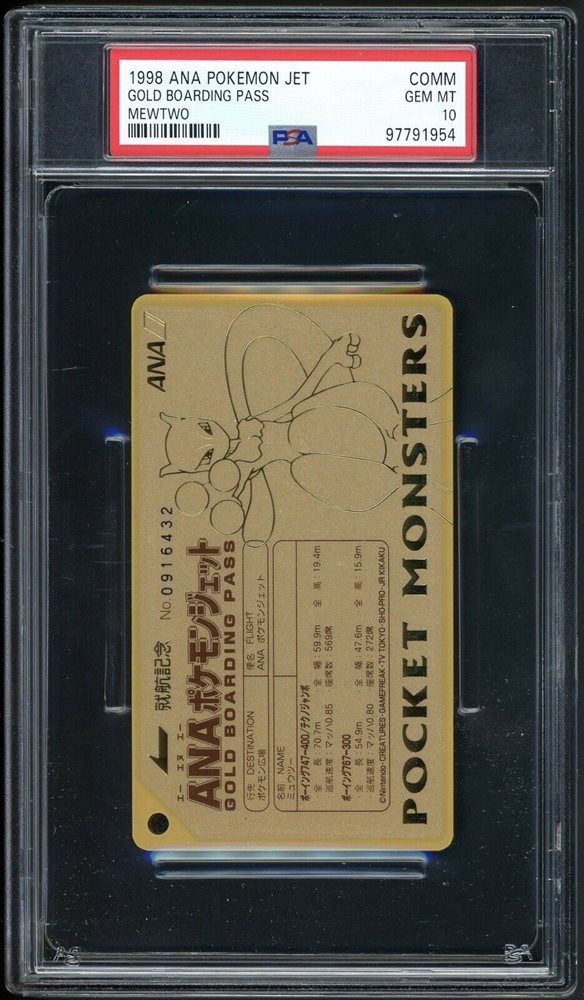 1998 ANA POKEMON JET COMM
GOLD BOARDING PASS GEM MT
MEWTWO 10
PSA 97791954
ANA
就航記念 No.0916432
エー エヌ エー
ANAポケモンジェット
GOLD BOARDING PASS
行先 DESTINATION 便名 FLIGHT
ポケモン広場 ANA ポケモンジェット
名前 NAME
ミュウツー
ボーイング747-400/テクノジャンボ
・全 長：70.7m ・全 幅：59.9m 全 高：19.4m
・巡航速度：マッハ0.85 座席数：569席
ボーイング767-300
・全 長：54.9m ・全 幅：47.6m 全 高：15.9m
・巡航速度：マッハ0.80 座席数：272席
©Nintendo・CREATURES・GAMEFREAK・TV TOKYO・SHO-PRO・JR KIKAKU
POCKET MONSTERS